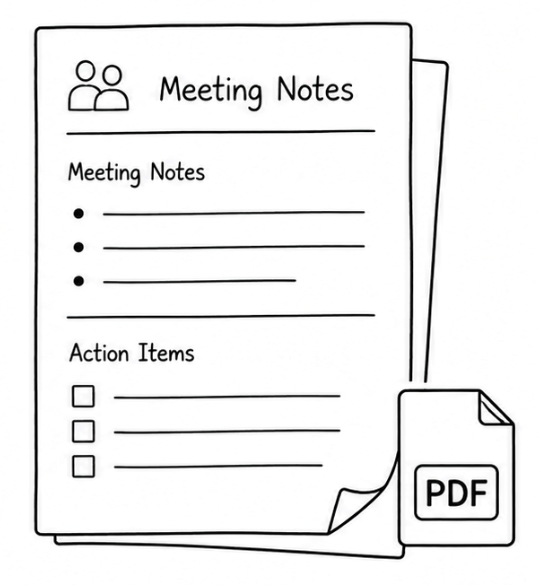 Meeting Notes
Meeting Notes
Action Items
PDF